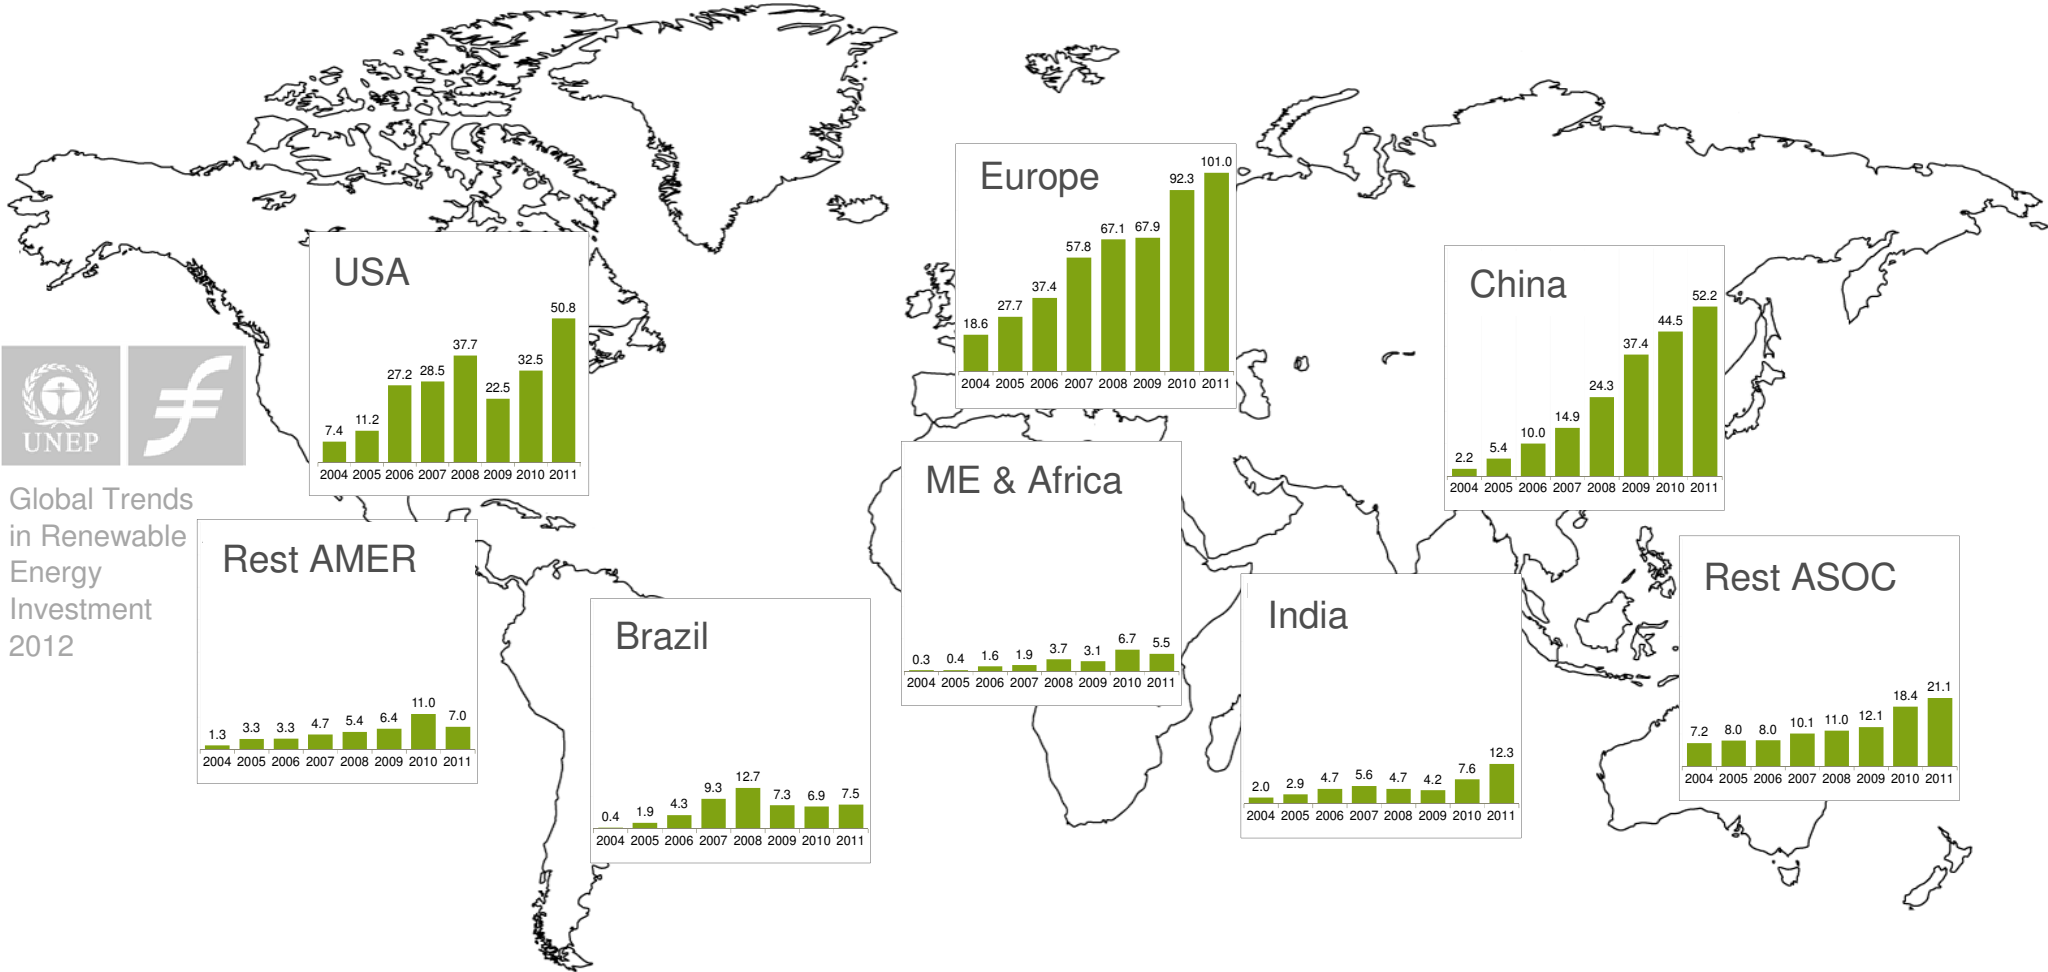 UNEP
Global Trends
in Renewable
Energy
Investment
2012
USA
7.4 11.2 27.2 28.5 37.7 22.5 32.5 50.8
2004 2005 2006 2007 2008 2009 2010 2011
Europe
18.6 27.7 37.4 57.8 67.1 67.9 92.3 101.0
2004 2005 2006 2007 2008 2009 2010 2011
China
2.2 5.4 10.0 14.9 24.3 37.4 44.5 52.2
2004 2005 2006 2007 2008 2009 2010 2011
ME & Africa
0.3 0.4 1.6 1.9 3.7 3.1 6.7 5.5
2004 2005 2006 2007 2008 2009 2010 2011
Rest AMER
1.3 3.3 3.3 4.7 5.4 6.4 11.0 7.0
2004 2005 2006 2007 2008 2009 2010 2011
Brazil
0.4 1.9 4.3 9.3 12.7 7.3 6.9 7.5
2004 2005 2006 2007 2008 2009 2010 2011
India
2.0 2.9 4.7 5.6 4.7 4.2 7.6 12.3
2004 2005 2006 2007 2008 2009 2010 2011
Rest ASOC
7.2 8.0 8.0 10.1 11.0 12.1 18.4 21.1
2004 2005 2006 2007 2008 2009 2010 2011